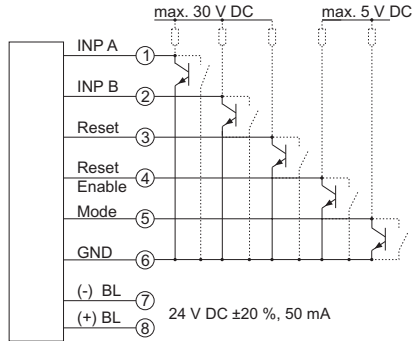 max. 30 V DC
max. 5 V DC
INP A
1
INP B
2
Reset
3
Reset
Enable
4
Mode
5
GND
6
(-) BL
7
(+) BL
8
24 V DC ±20 %, 50 mA